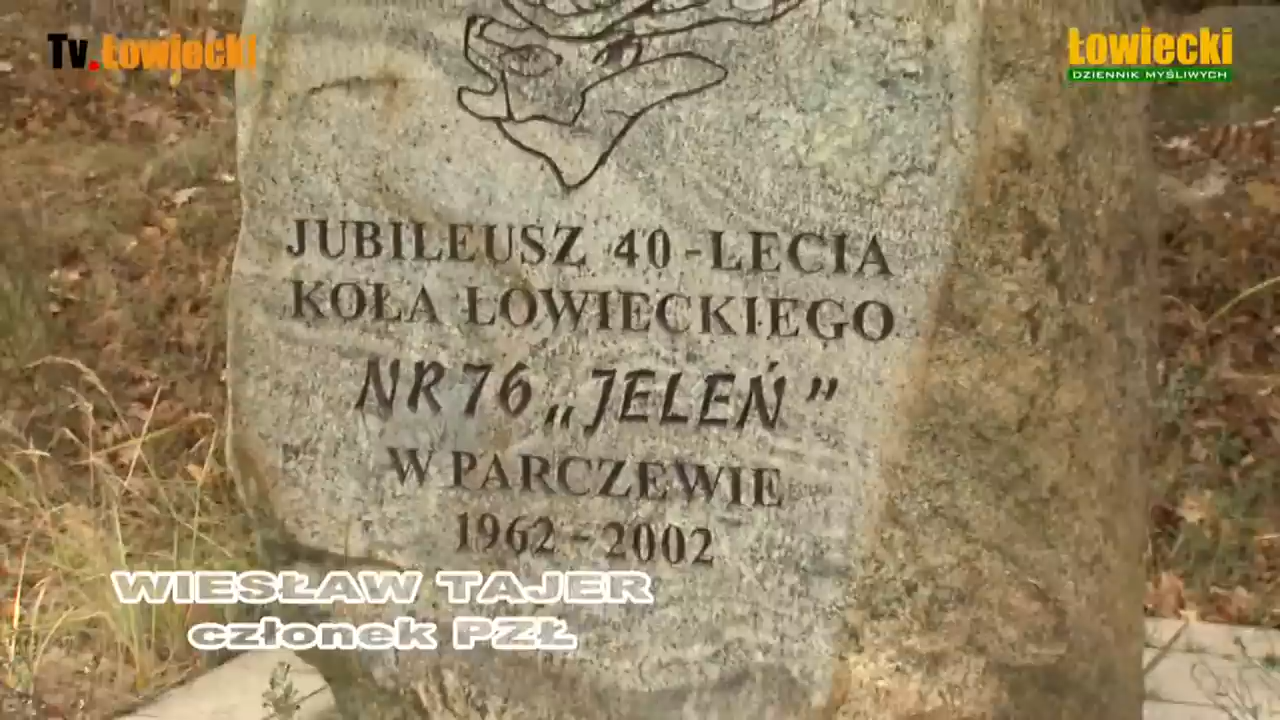 Tv.Łowiecki
Łowiecki
DZIENNIK MYŚLIWYCH
JUBILEUSZ 40-LECIA
KOŁA ŁOWIECKIEGO
NR 76 „JELEŃ”
W PARCZEWIE
1962-2002
WIESŁAW TAJER
członek PZŁ